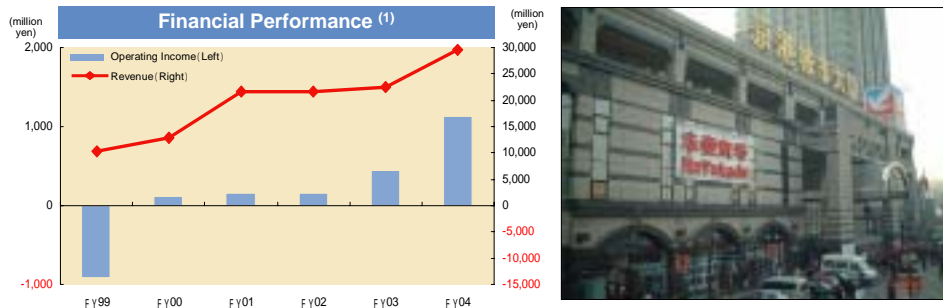 (million yen)
Financial Performance (1)
(million yen)
Operating Income(Left)
Revenue(Right)
2,000
1,000
0
-1,000
30,000
25,000
20,000
15,000
10,000
5,000
0
-5,000
-10,000
-15,000
FY99 FY00 FY01 FY02 FY03 FY04